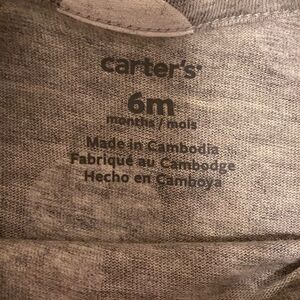 carter's
6m
months / mois
Made in Cambodia
Fabriqué au Cambodge
Hecho en Camboya